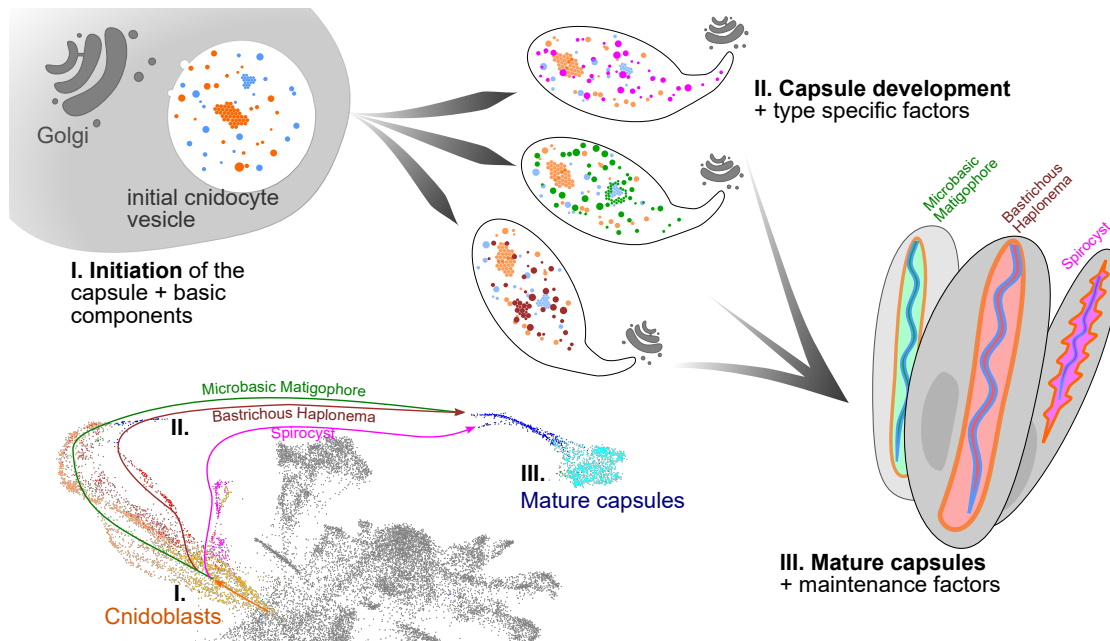 Golgi
initial cnidocyte
vesicle
I. Initiation of the
capsule + basic
components
II. Capsule development
+ type specific factors
Microbasic
Matigophore
Bastrichous
Haplonema
Spirocyst
III. Mature capsules
+ maintenance factors
Microbasic Matigophore
Bastrichous Haplonema
Spirocyst
II.
III.
Mature capsules
I.
Cnidoblasts